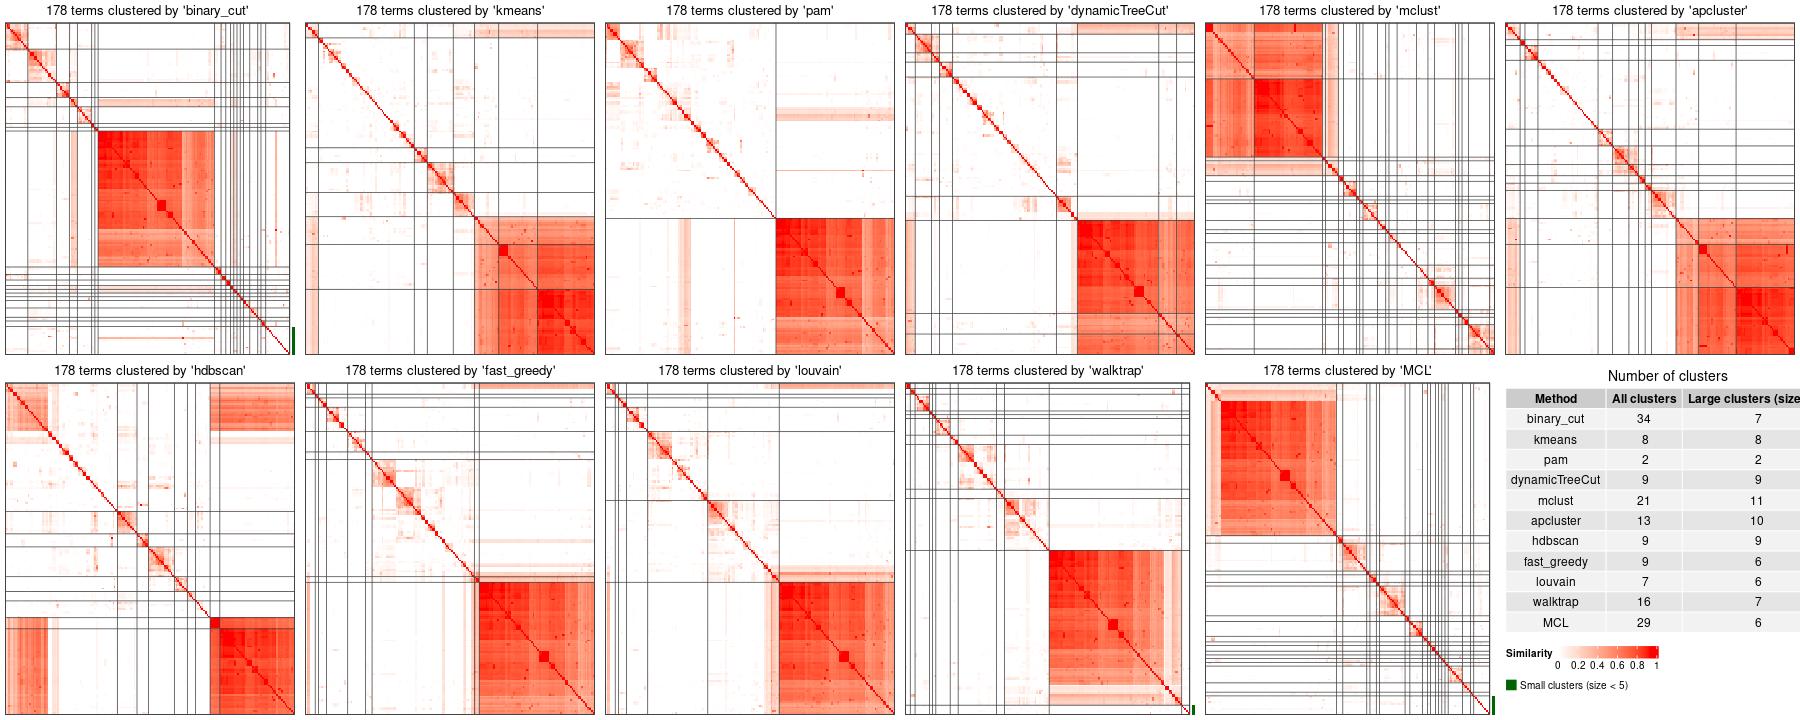 178 terms clustered by 'binary_cut'
178 terms clustered by 'kmeans'
178 terms clustered by 'pam'
178 terms clustered by 'dynamicTreeCut'
178 terms clustered by 'mclust'
178 terms clustered by 'apcluster'
178 terms clustered by 'hdbscan'
178 terms clustered by 'fast_greedy'
178 terms clustered by 'louvain'
178 terms clustered by 'walktrap'
178 terms clustered by 'MCL'
Number of clusters
Method All clusters Large clusters (size
binary_cut 34 7
kmeans 8 8
pam 2 2
dynamicTreeCut 9 9
mclust 21 11
apcluster 13 10
hdbscan 9 9
fast_greedy 9 6
louvain 7 6
walktrap 16 7
MCL 29 6
Similarity
0 0.2 0.4 0.6 0.8 1
Small clusters (size < 5)